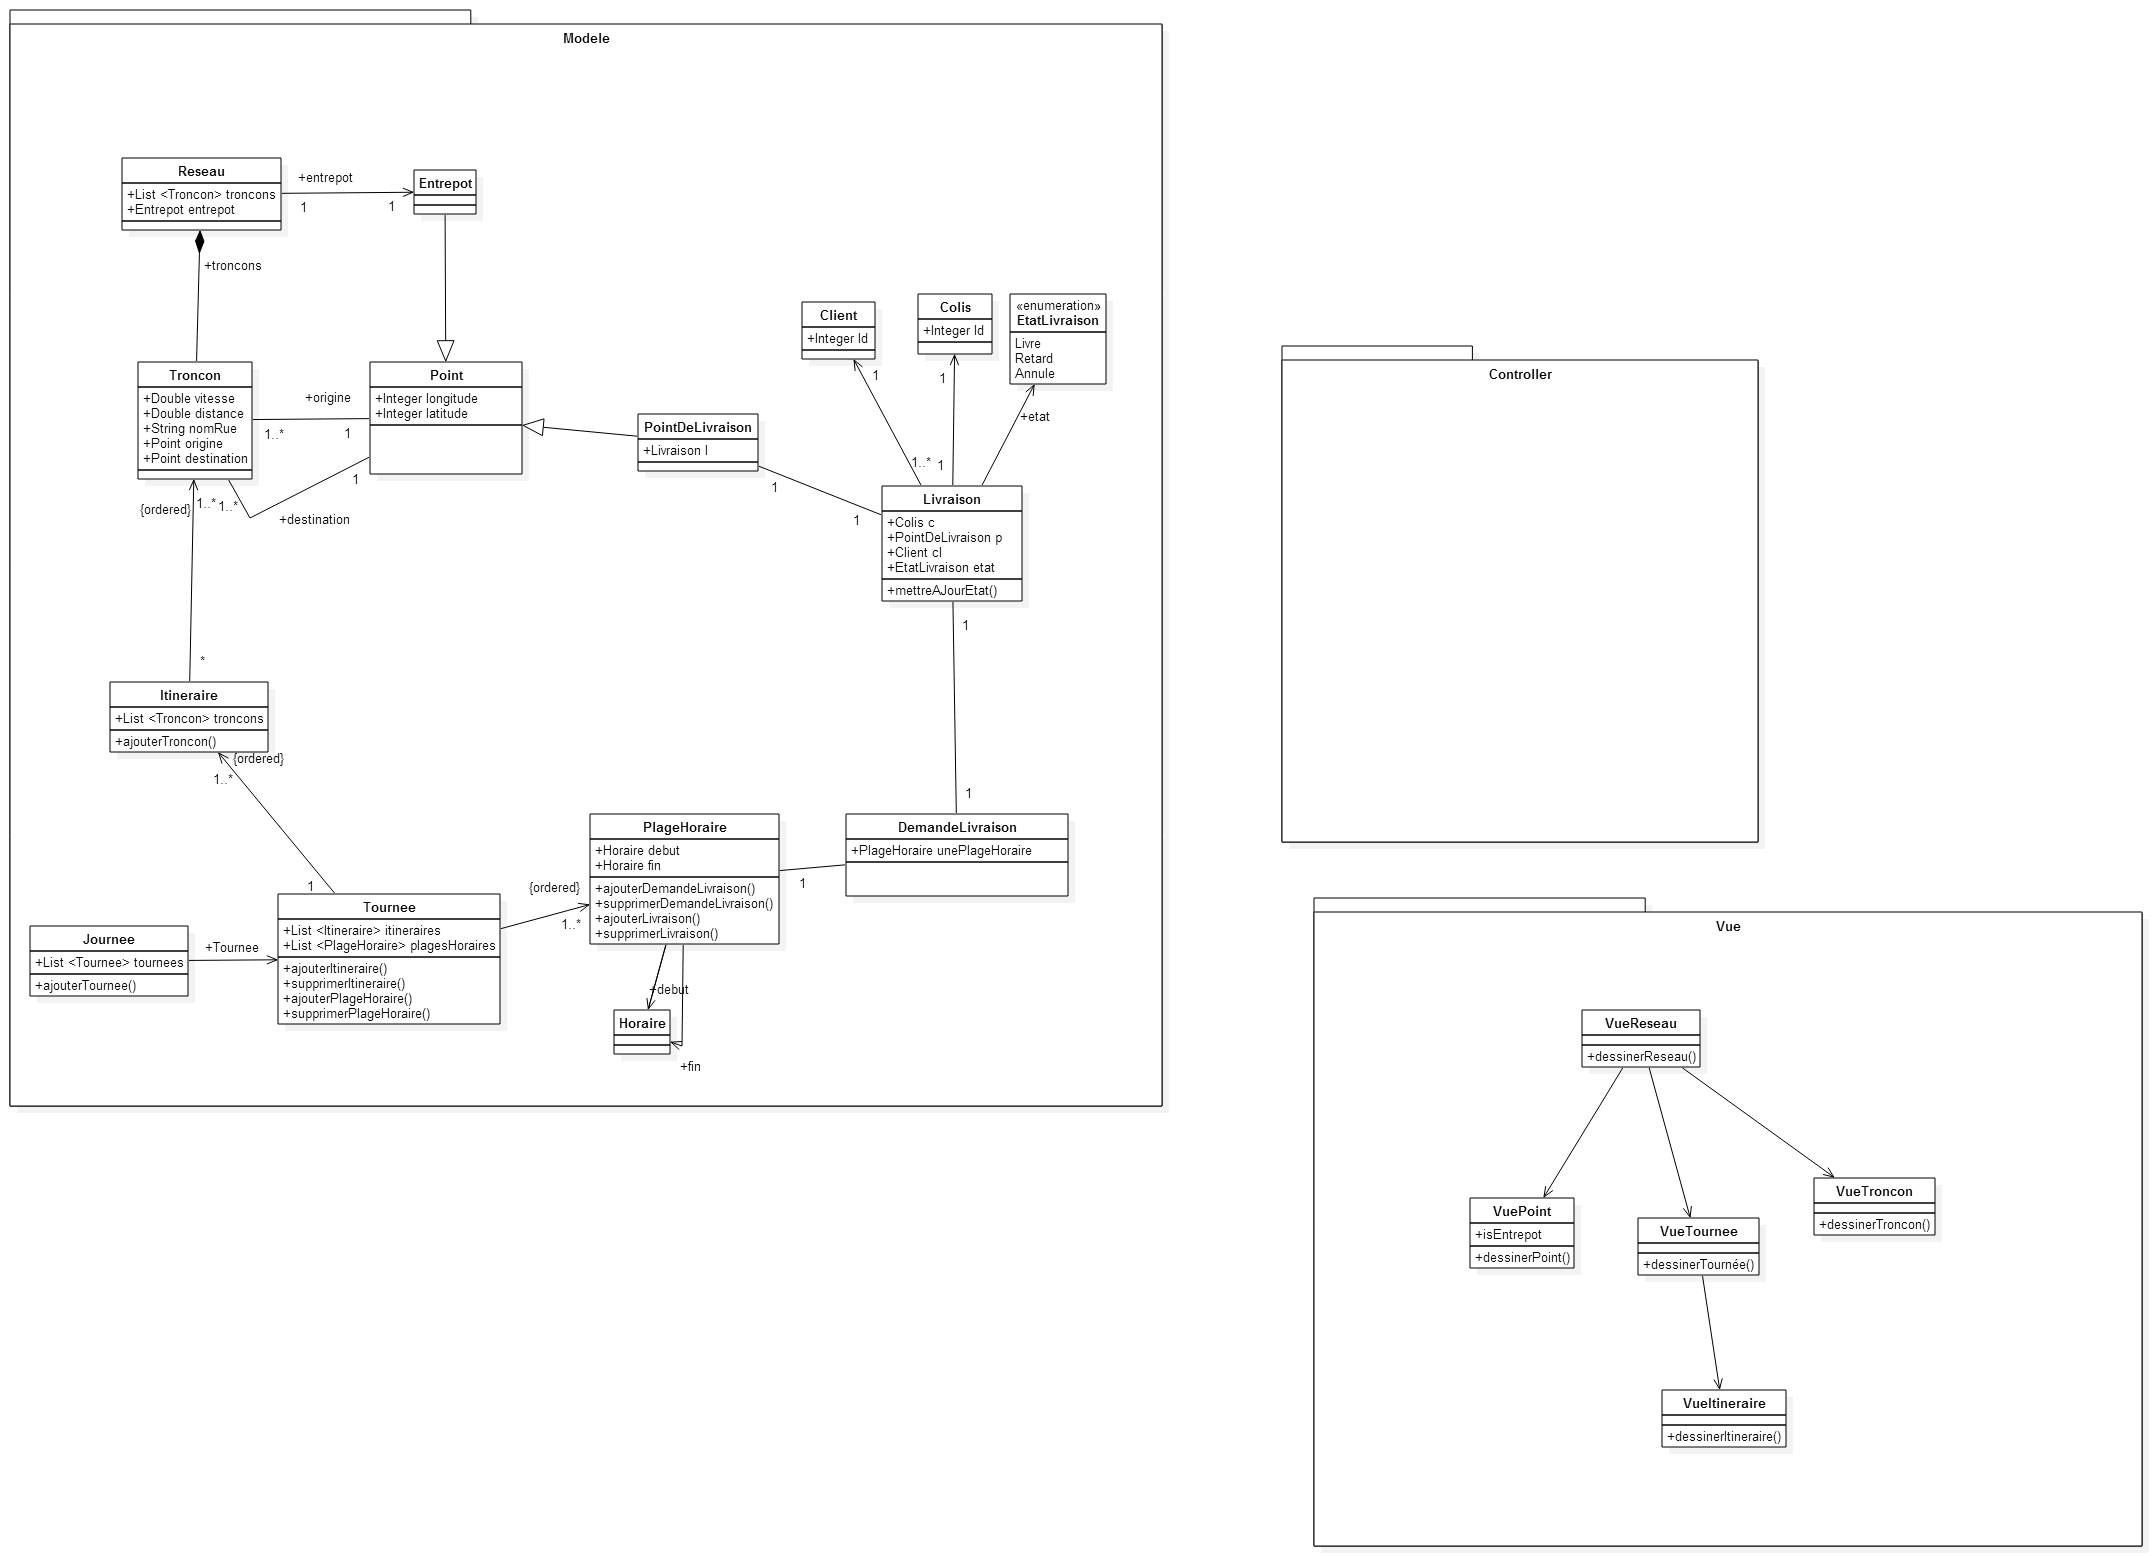 Modele
Reseau
+List <Troncon> troncons
+Entrepot entrepot
+entrepot
1
1
Entrepot
+troncons
Troncon
+Double vitesse
+Double distance
+String nomRue
+Point origine
+Point destination
+origine
1..*
1
Point
+Integer longitude
+Integer latitude
1
1..*
+destination
{ordered}
1..*
*
PointDeLivraison
+Livraison l
1
1
Client
+Integer Id
1
1..*
Colis
+Integer Id
1
1
«enumeration»
EtatLivraison
Livre
Retard
Annule
+etat
Livraison
+Colis c
+PointDeLivraison p
+Client cl
+EtatLivraison etat
+mettreAJourEtat()
1
1
Itineraire
+List <Troncon> troncons
+ajouterTroncon()
{ordered}
1..*
1
Journee
+List <Tournee> tournees
+ajouterTournee()
+Tournee
Tournee
+List <Itineraire> itineraires
+List <PlageHoraire> plagesHoraires
+ajouterItineraire()
+supprimerItineraire()
+ajouterPlageHoraire()
+supprimerPlageHoraire()
{ordered}
1..*
PlageHoraire
+Horaire debut
+Horaire fin
+ajouterDemandeLivraison()
+supprimerDemandeLivraison()
+ajouterLivraison()
+supprimerLivraison()
1
DemandeLivraison
+PlageHoraire unePlageHoraire
+debut
Horaire
+fin
Controller
Vue
VueReseau
+dessinerReseau()
VuePoint
+isEntrepot
+dessinerPoint()
VueTournee
+dessinerTournée()
VueTroncon
+dessinerTroncon()
VueItineraire
+dessinerItineraire()